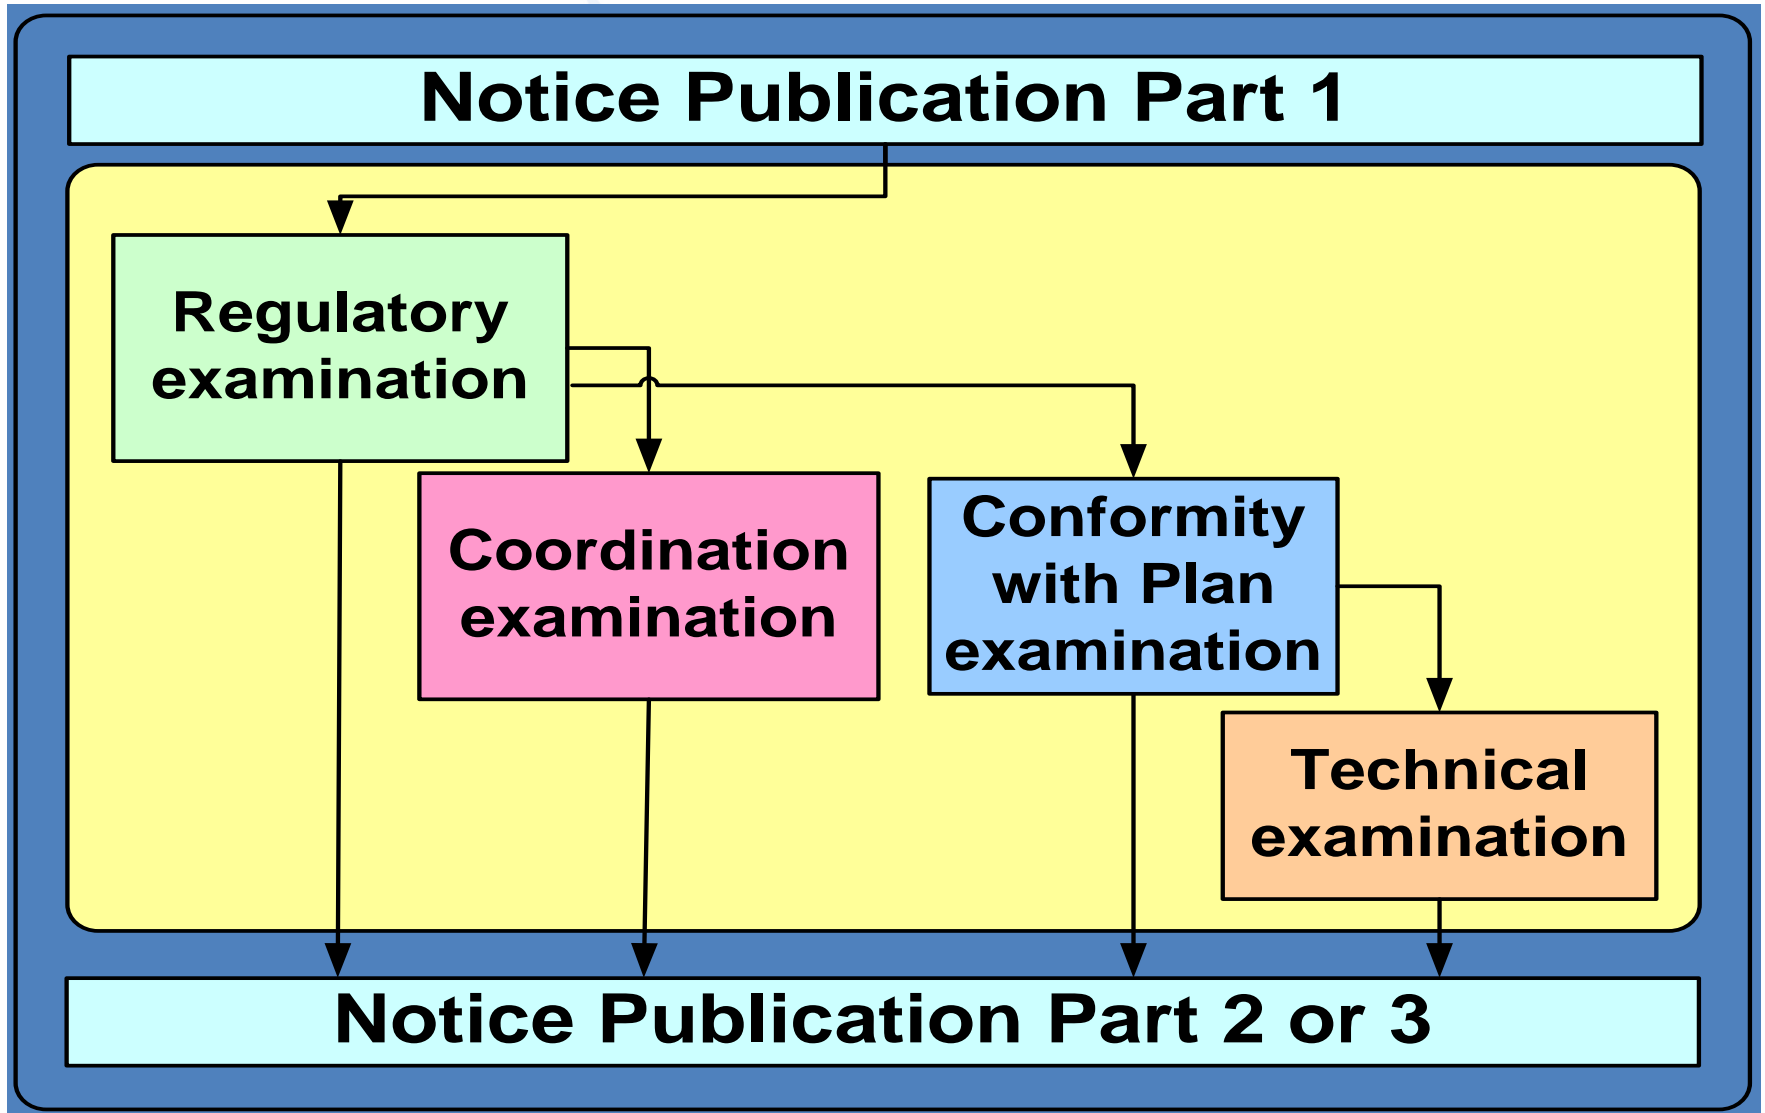 Notice Publication Part 1
Regulatory
examination
Coordination
examination
Conformity
with Plan
examination
Technical
examination
Notice Publication Part 2 or 3